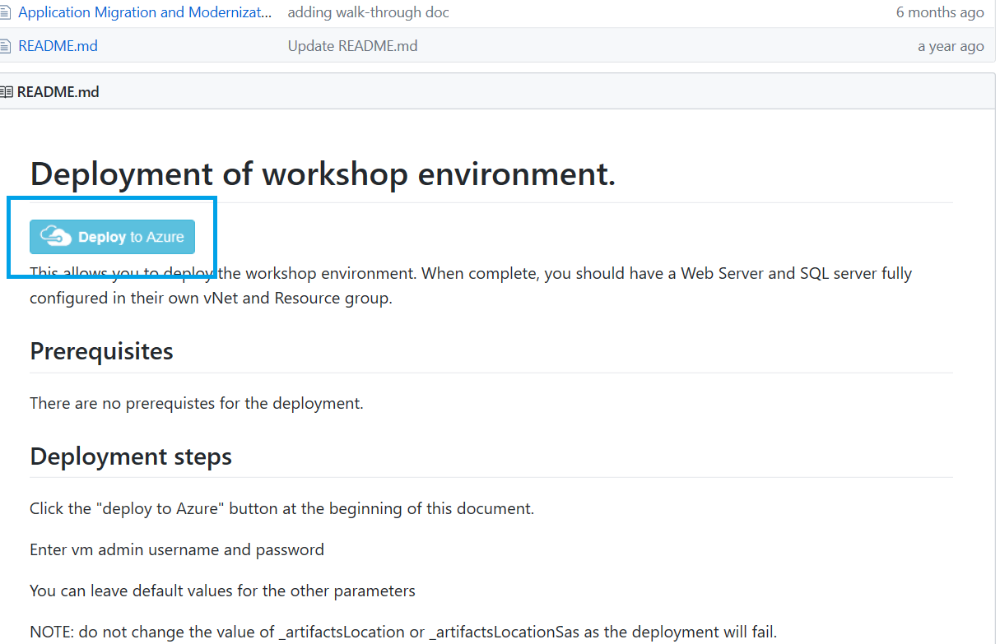 Application Migration and Modernizat... adding walk-through doc 6 months ago
README.md Update README.md a year ago
README.md
Deployment of workshop environment.
Deploy to Azure
This allows you to deploy the workshop environment. When complete, you should have a Web Server and SQL server fully
configured in their own vNet and Resource group.
Prerequisites
There are no prerequistes for the deployment.
Deployment steps
Click the "deploy to Azure" button at the beginning of this document.
Enter vm admin username and password
You can leave default values for the other parameters
NOTE: do not change the value of _artifactsLocation or _artifactsLocationSas as the deployment will fail.